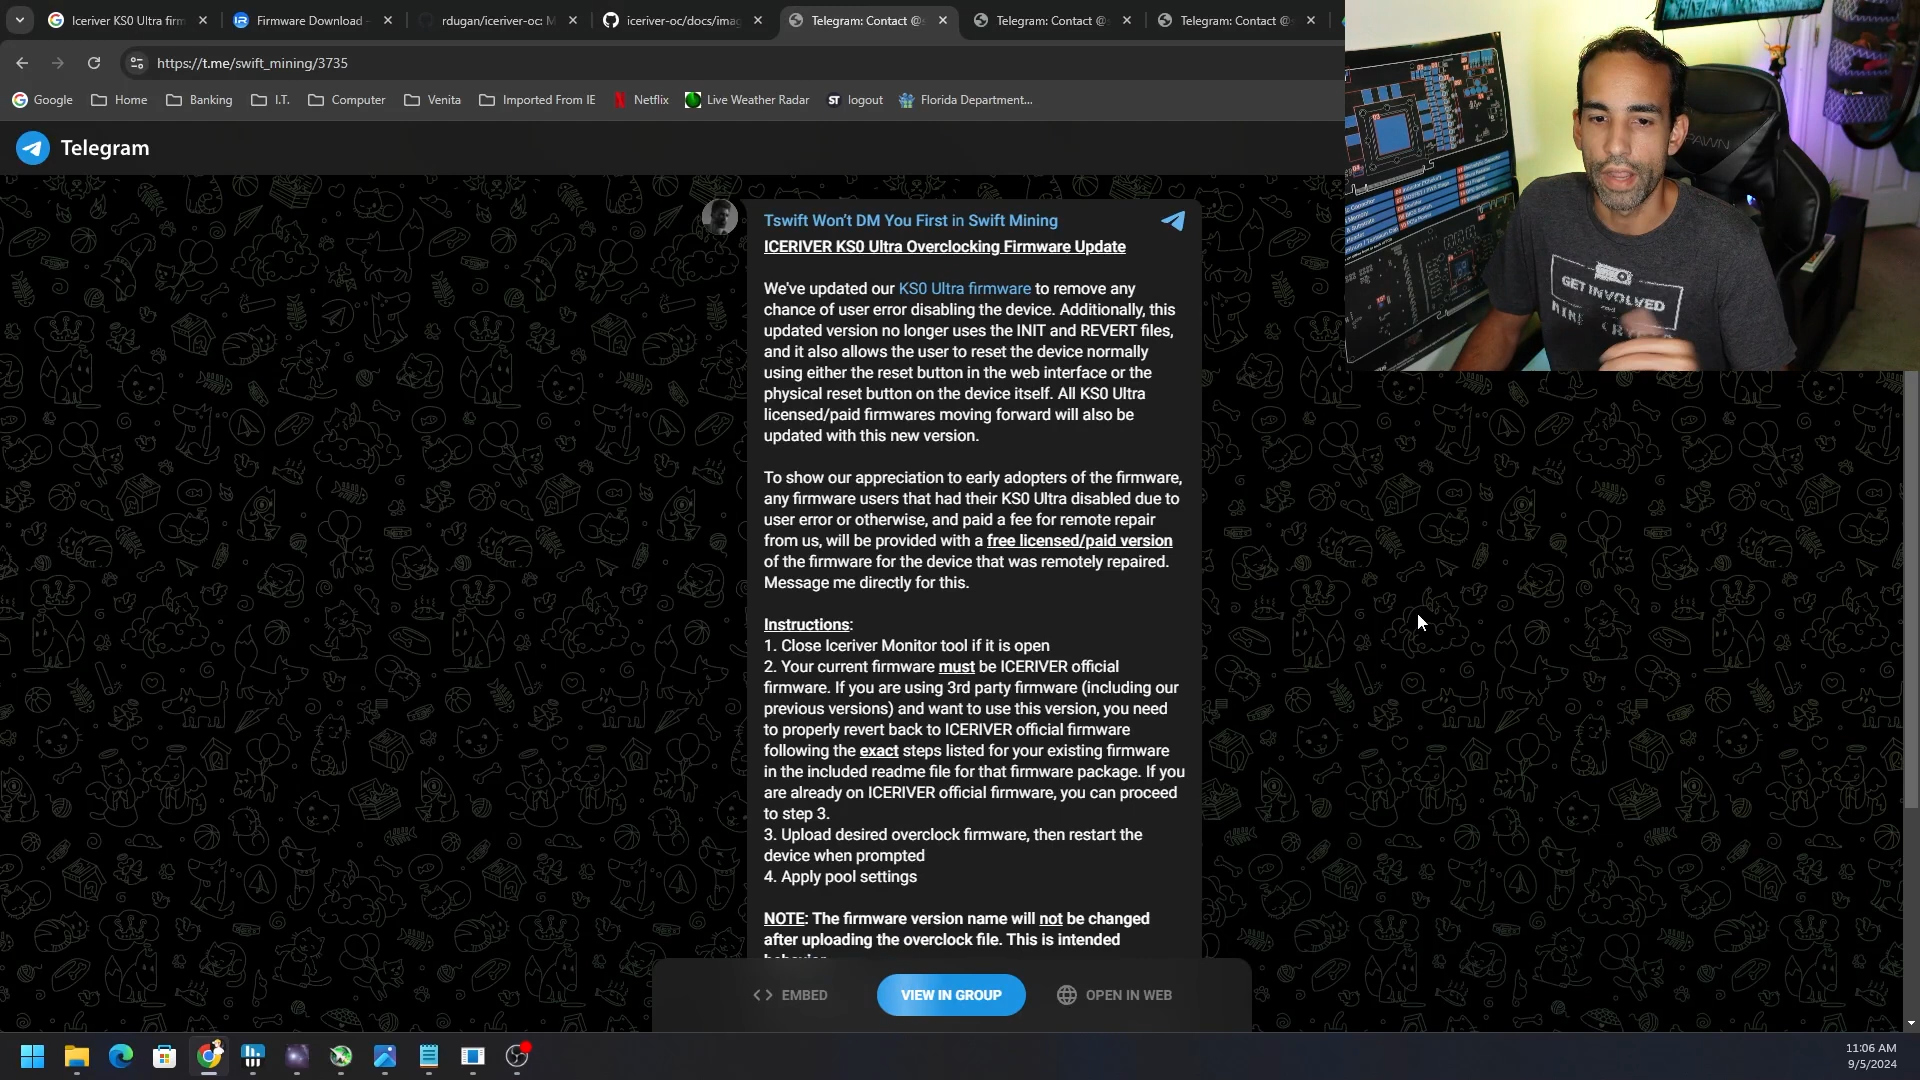 Iceriver KS0 Ultra firm
Firmware Download -
rdugan/iceriver-oc: M
iceriver-oc/docs/imag
Telegram: Contact @s
Telegram: Contact @s
Telegram: Contact @s
https://t.me/swift_mining/3735
Google
Home
Banking
I.T.
Computer
Venita
Imported From IE
Netflix
Live Weather Radar
ST logout
Florida Department...
Telegram
Tswift Won't DM You First in Swift Mining
ICERIVER KS0 Ultra Overclocking Firmware Update
We've updated our KS0 Ultra firmware to remove any
chance of user error disabling the device. Additionally, this
updated version no longer uses the INIT and REVERT files,
and it also allows the user to reset the device normally
using either the reset button in the web interface or the
physical reset button on the device itself. All KS0 Ultra
licensed/paid firmwares moving forward will also be
updated with this new version.
To show our appreciation to early adopters of the firmware,
any firmware users that had their KS0 Ultra disabled due to
user error or otherwise, and paid a fee for remote repair
from us, will be provided with a free licensed/paid version
of the firmware for the device that was remotely repaired.
Message me directly for this.
Instructions:
1. Close Iceriver Monitor tool if it is open
2. Your current firmware must be ICERIVER official
firmware. If you are using 3rd party firmware (including our
previous versions) and want to use this version, you need
to properly revert back to ICERIVER official firmware
following the exact steps listed for your existing firmware
in the included readme file for that firmware package. If you
are already on ICERIVER official firmware, you can proceed
to step 3.
3. Upload desired overclock firmware, then restart the
device when prompted
4. Apply pool settings
NOTE: The firmware version name will not be changed
after uploading the overclock file. This is intended
behavior.
EMBED
VIEW IN GROUP
OPEN IN WEB
GET INVOLVED
11:06 AM
9/5/2024